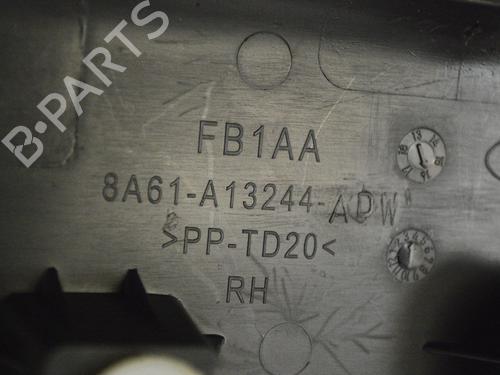 B-PARTS
FB1AA
8A61-A13244-ADW
>PP-TD20<
RH